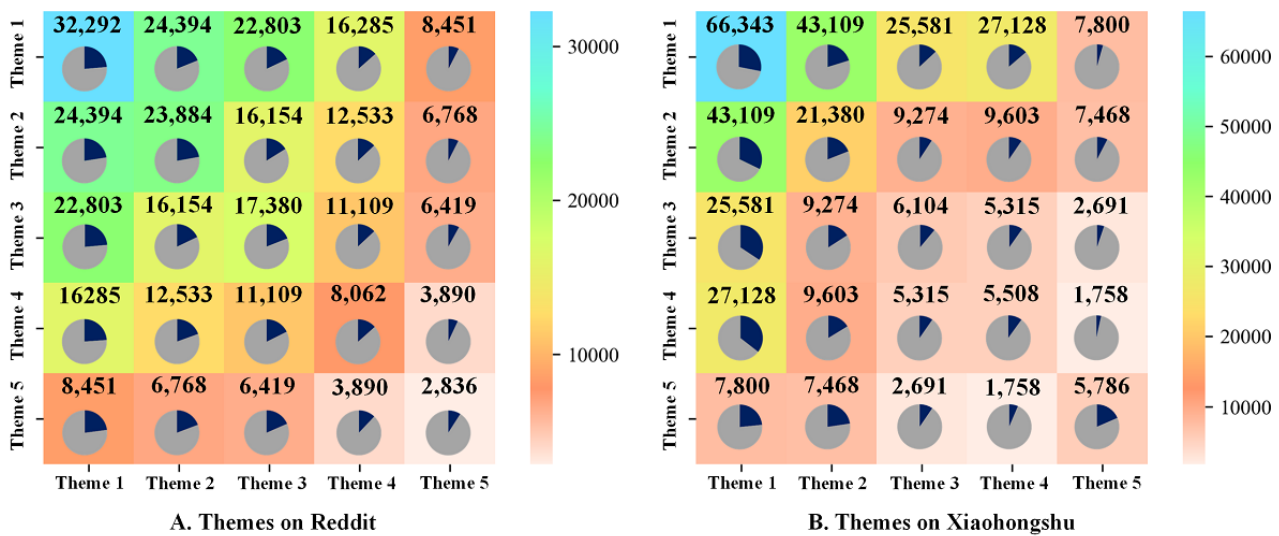 32,292 24,394 22,803 16,285 8,451
Theme 1
30000
24,394 23,884 16,154 12,533 6,768
Theme 2
20000
22,803 16,154 17,380 11,109 6,419
Theme 3
16285 12,533 11,109 8,062 3,890
Theme 4
10000
8,451 6,768 6,419 3,890 2,836
Theme 5
Theme 1 Theme 2 Theme 3 Theme 4 Theme 5
A. Themes on Reddit
66,343 43,109 25,581 27,128 7,800
Theme 1
60000
43,109 21,380 9,274 9,603 7,468
Theme 2
50000
40000
25,581 9,274 6,104 5,315 2,691
Theme 3
30000
27,128 9,603 5,315 5,508 1,758
Theme 4
20000
7,800 7,468 2,691 1,758 5,786
Theme 5
10000
Theme 1 Theme 2 Theme 3 Theme 4 Theme 5
B. Themes on Xiaohongshu